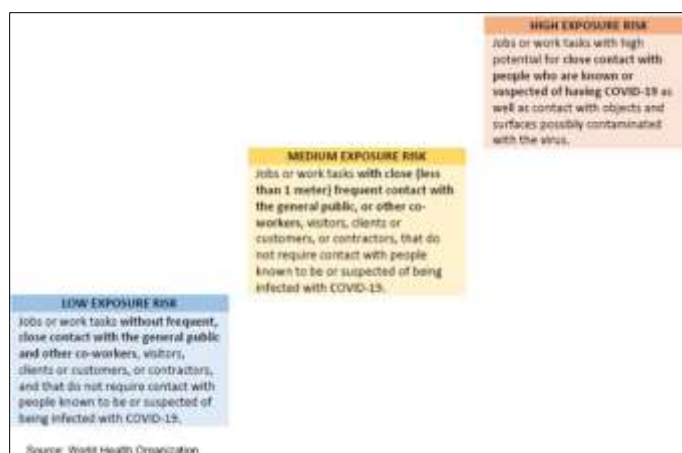 HIGH EXPOSURE RISK
Jobs or work tasks with high
potential for close contact with
people who are known or
suspected of having COVID-19 as
well as contact with objects and
surfaces possibly contaminated
with the virus.
MEDIUM EXPOSURE RISK
Jobs or work tasks with close (less
than 1 meter) frequent contact with
the general public, or other co-
workers, visitors, clients or
customers, or contractors, that do
not require contact with people
known to be or suspected of being
infected with COVID-19.
LOW EXPOSURE RISK
Jobs or work tasks without frequent,
close contact with the general public
and other co-workers, visitors,
clients or customers, or contractors,
and that do not require contact with
people known to be or suspected of
being infected with COVID-19.
Source: World Health Organization